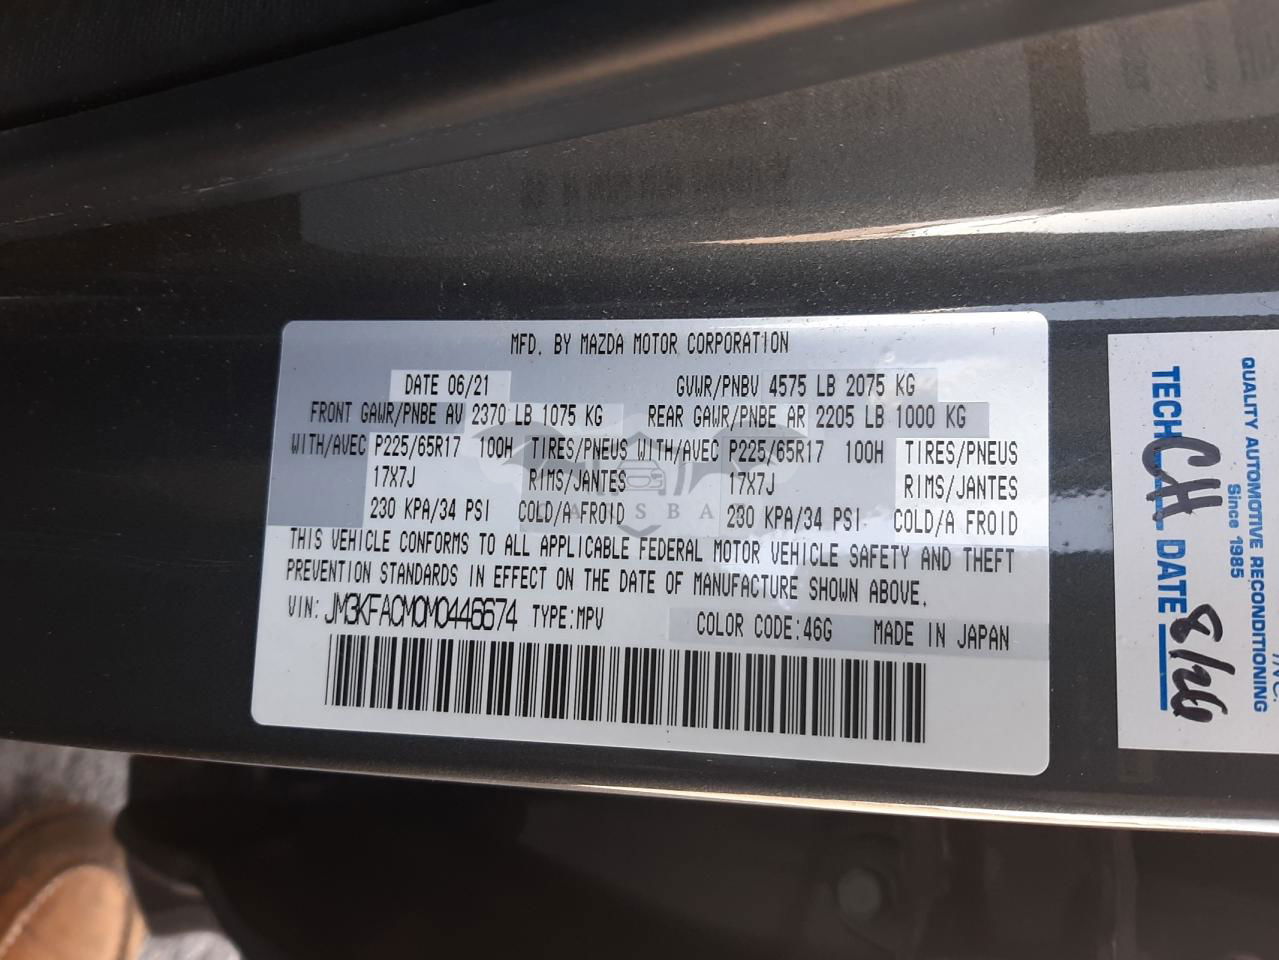 MFD. BY MAZDA MOTOR CORPORATION
DATE 06/21 GVWR/PNBV 4575 LB 2075 KG
FRONT GAWR/PNBE AV 2370 LB 1075 KG REAR GAWR/PNBE AR 2205 LB 1000 KG
WITH/AVEC P225/65R17 100H TIRES/PNEUS WITH/AVEC P225/65R17 100H TIRES/PNEUS
17X7J RIMS/JANTES 17X7J RIMS/JANTES
230 KPA/34 PSI COLD/A FROID 230 KPA/34 PSI COLD/A FROID
THIS VEHICLE CONFORMS TO ALL APPLICABLE FEDERAL MOTOR VEHICLE SAFETY AND THEFT
PREVENTION STANDARDS IN EFFECT ON THE DATE OF MANUFACTURE SHOWN ABOVE.
VIN: JM3KFACM0M0446674 TYPE:MPV COLOR CODE:46G MADE IN JAPAN
QUALITY AUTOMOTIVE RECONDITIONING
Since 1985
INC.
TECH CH DATE